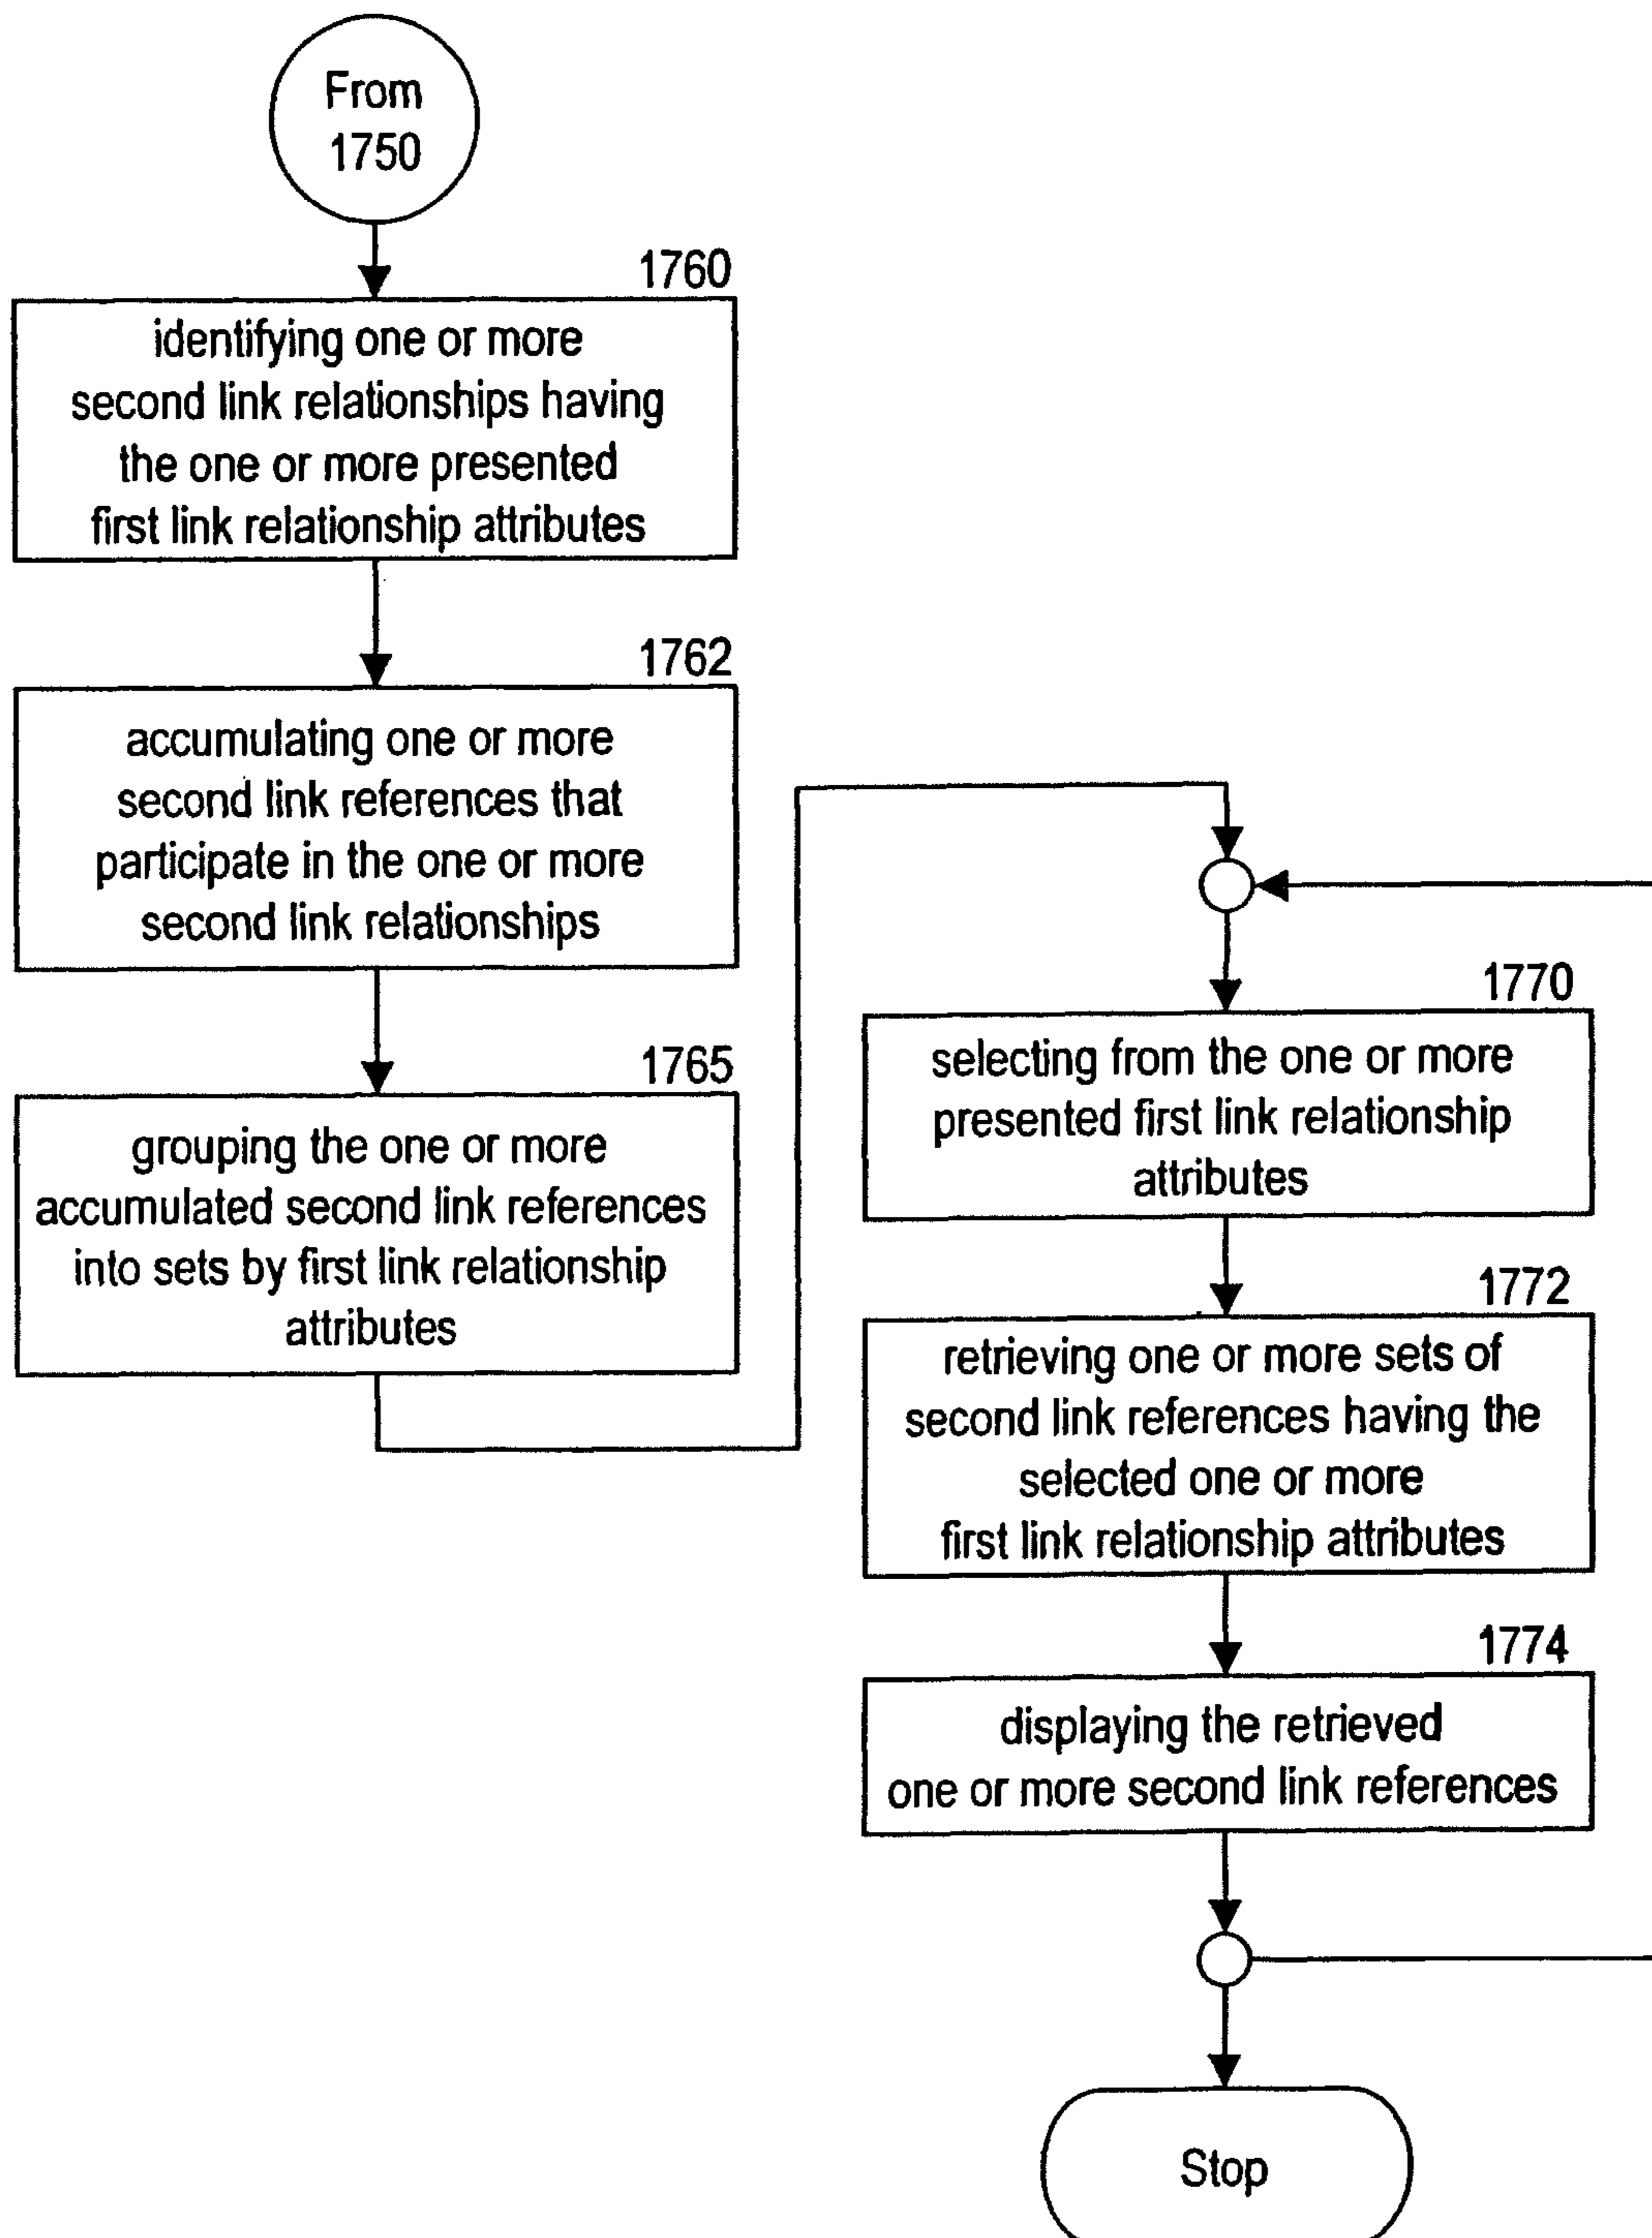 From
1750
1760
identifying one or more
second link relationships having
the one or more presented
first link relationship attributes
1762
accumulating one or more
second link references that
participate in the one or more
second link relationships
1765
grouping the one or more
accumulated second link references
into sets by first link relationship
attributes
1770
selecting from the one or more
presented first link relationship
attributes
1772
retrieving one or more sets of
second link references having the
selected one or more
first link relationship attributes
1774
displaying the retrieved
one or more second link references
Stop